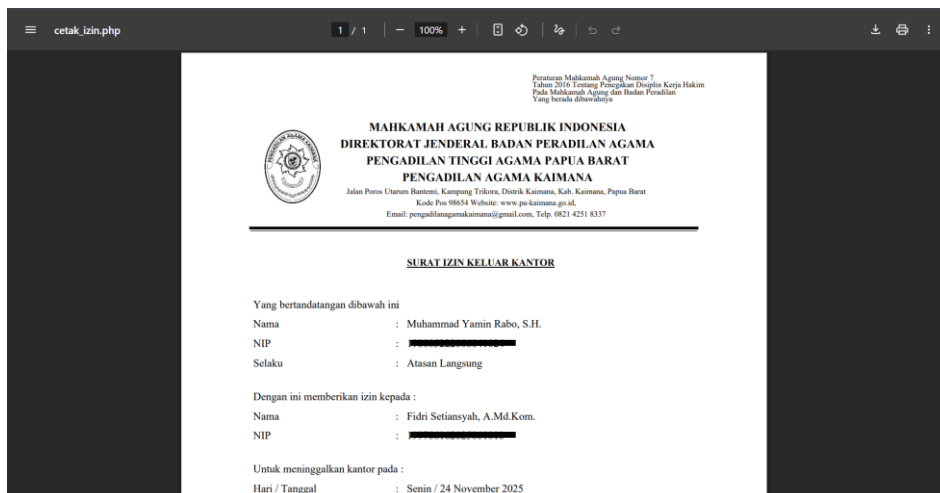 cetak_izin.php
1 / 1
100%
Peraturan Mahkamah Agung Nomor 7
Tahun 2016 Tentang Penegakan Disiplin Kerja Hakim
Pada Mahkamah Agung dan Badan Peradilan
Yang berada dibawahnya
MAHKAMAH AGUNG REPUBLIK INDONESIA
DIREKTORAT JENDERAL BADAN PERADILAN AGAMA
PENGADILAN TINGGI AGAMA PAPUA BARAT
PENGADILAN AGAMA KAIMANA
Jalan Poros Utarum Bantemi, Kampung Trikora, Distrik Kaimana, Kab. Kaimana, Papua Barat
Kode Pos 98654 Website: www.pa-kaimana.go.id,
Email: pengadilanagamakaimana@gmail.com, Telp. 0821 4251 8337
PENGADILAN AGAMA KAIMANA
SURAT IZIN KELUAR KANTOR
Yang bertandatangan dibawah ini
Nama : Muhammad Yamin Rabo, S.H.
NIP :
Selaku : Atasan Langsung
Dengan ini memberikan izin kepada :
Nama : Fidri Setiansyah, A.Md.Kom.
NIP :
Untuk meninggalkan kantor pada :
Hari / Tanggal : Senin / 24 November 2025